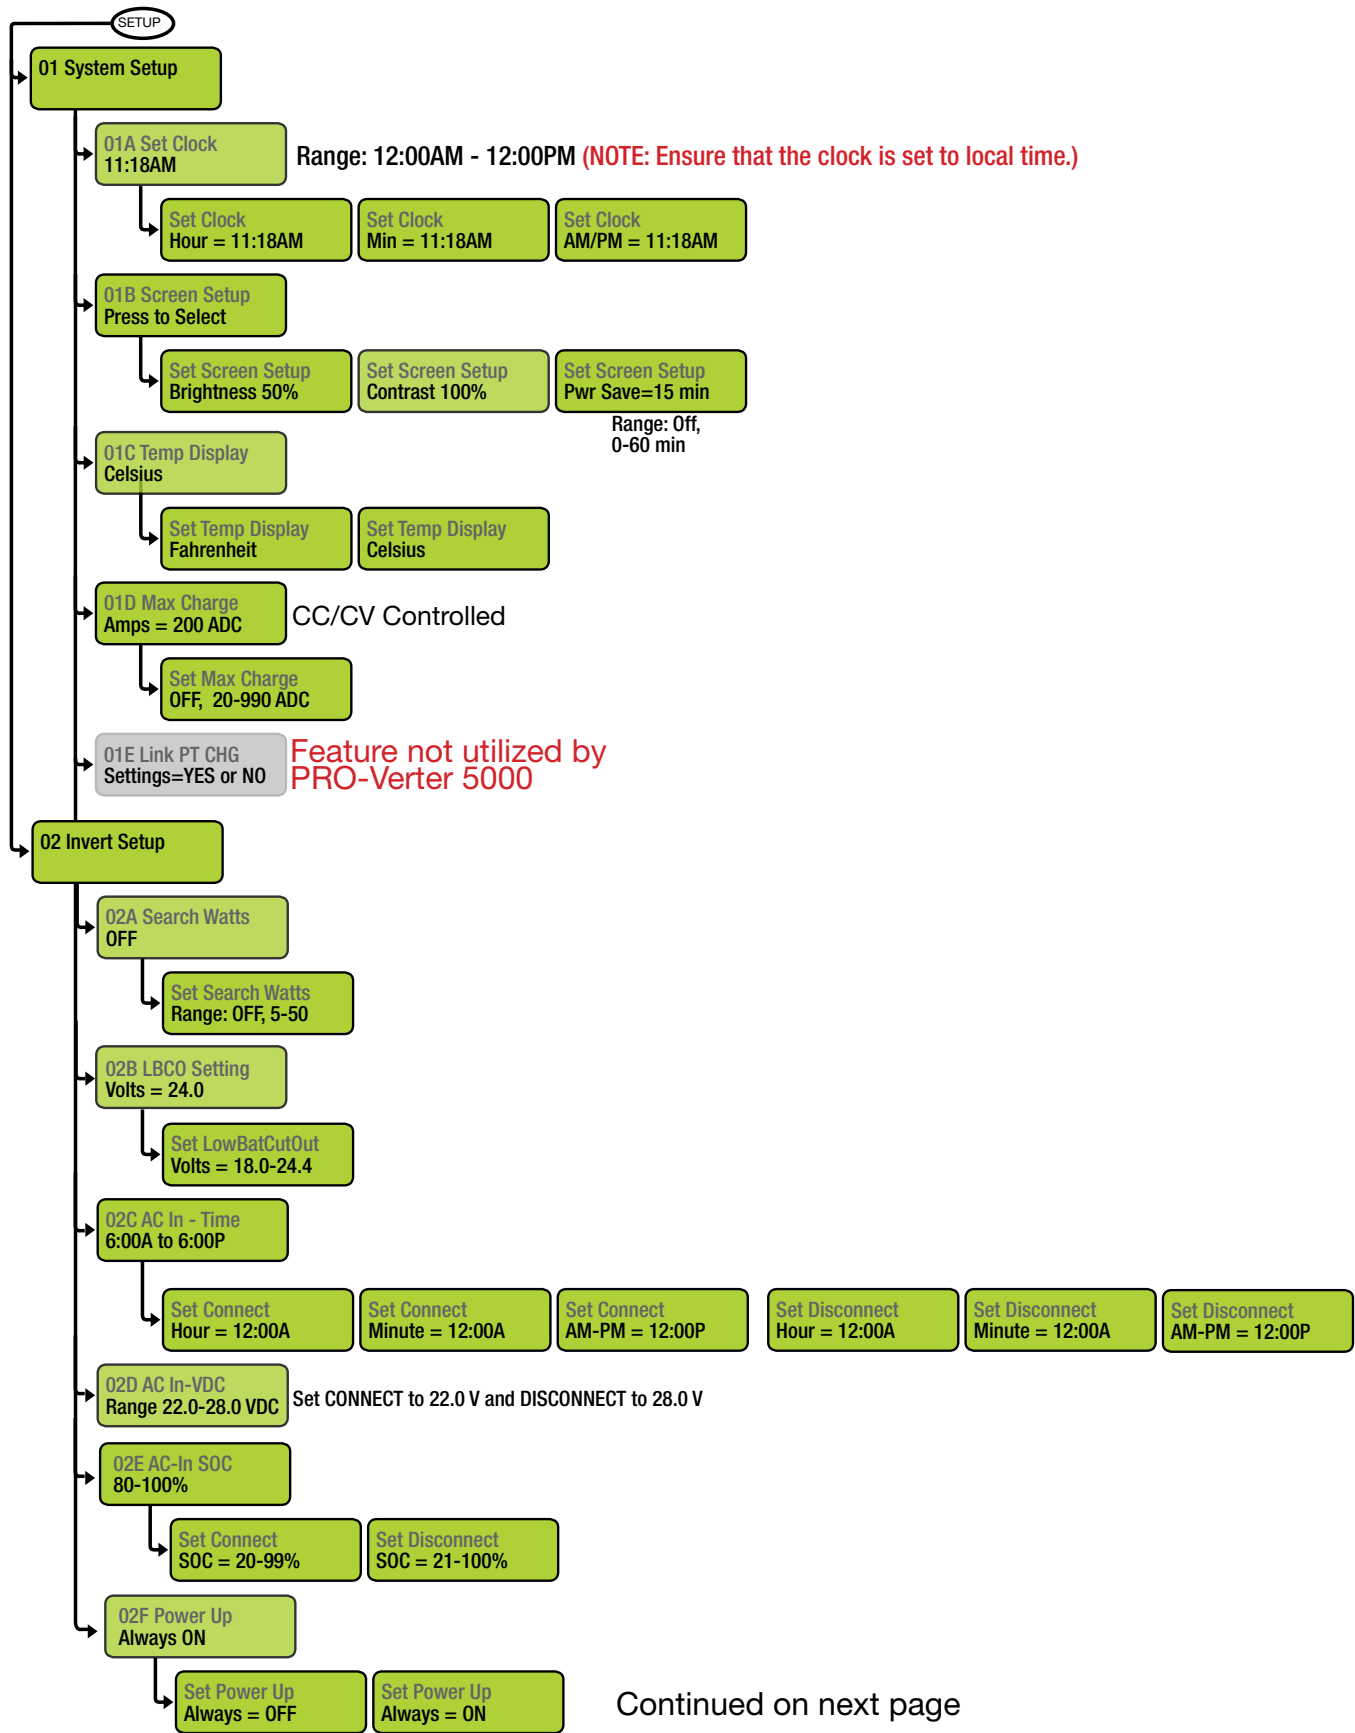 SETUP
01 System Setup
01A Set Clock
11:18AM
Range: 12:00AM - 12:00PM (NOTE: Ensure that the clock is set to local time.)
Set Clock
Hour = 11:18AM
Set Clock
Min = 11:18AM
Set Clock
AM/PM = 11:18AM
01B Screen Setup
Press to Select
Set Screen Setup
Brightness 50%
Set Screen Setup
Contrast 100%
Set Screen Setup
Pwr Save=15 min
Range: Off,
0-60 min
01C Temp Display
Celsius
Set Temp Display
Fahrenheit
Set Temp Display
Celsius
01D Max Charge
Amps = 200 ADC
CC/CV Controlled
Set Max Charge
OFF, 20-990 ADC
01E Link PT CHG
Settings=YES or NO
Feature not utilized by
PRO-Verter 5000
02 Invert Setup
02A Search Watts
OFF
Set Search Watts
Range: OFF, 5-50
02B LBCO Setting
Volts = 24.0
Set LowBatCutOut
Volts = 18.0-24.4
02C AC In - Time
6:00A to 6:00P
Set Connect
Hour = 12:00A
Set Connect
Minute = 12:00A
Set Connect
AM-PM = 12:00P
Set Disconnect
Hour = 12:00A
Set Disconnect
Minute = 12:00A
Set Disconnect
AM-PM = 12:00P
02D AC In-VDC
Range 22.0-28.0 VDC
Set CONNECT to 22.0 V and DISCONNECT to 28.0 V
02E AC-In SOC
80-100%
Set Connect
SOC = 20-99%
Set Disconnect
SOC = 21-100%
02F Power Up
Always ON
Set Power Up
Always = OFF
Set Power Up
Always = ON
Continued on next page